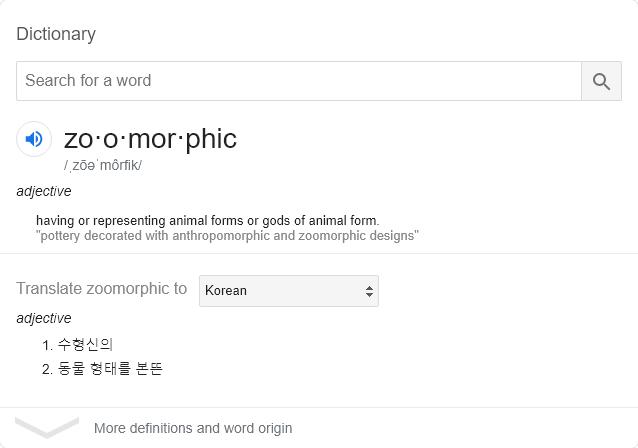 Dictionary
Search for a word
zo·o·mor·phic
/ˌzōəˈmôrfik/
adjective
having or representing animal forms or gods of animal form.
"pottery decorated with anthropomorphic and zoomorphic designs"
Translate zoomorphic to Korean
adjective
1. 수형신의
2. 동물 형태를 본뜬
More definitions and word origin